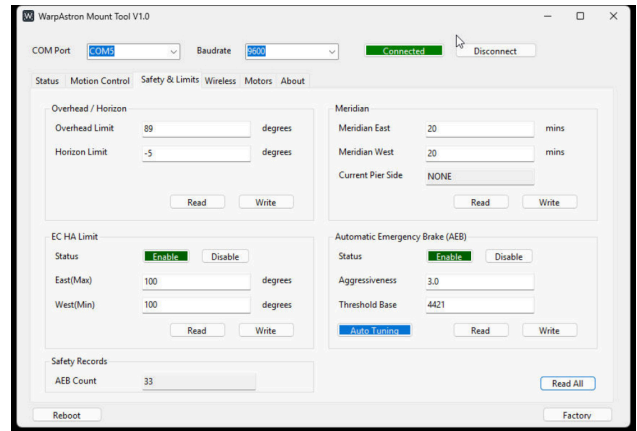 W WarpAstron Mount Tool V1.0
COM Port COM5 Baudrate 9600 Connected Disconnect
Status Motion Control Safety & Limits Wireless Motors About
Overhead / Horizon
Overhead Limit 89 degrees
Horizon Limit -5 degrees
Read Write
Meridian
Meridian East 20 mins
Meridian West 20 mins
Current Pier Side NONE
Read Write
EC HA Limit
Status Enable Disable
East(Max) 100 degrees
West(Min) 100 degrees
Read Write
Automatic Emergency Brake (AEB)
Status Enable Disable
Aggressiveness 3.0
Threshold Base 4421
Auto Tuning Read Write
Safety Records
AEB Count 33
Read All
Reboot Factory